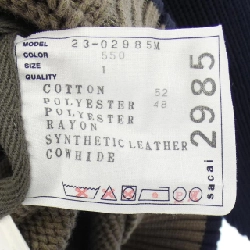 MODEL 23-02985M
COLOR 550
SIZE 1
QUALITY
COTTON 52
POLYESTER 48
POLYESTER
RAYON
SYNTHETIC LEATHER
COWHIDE
sacai 2985